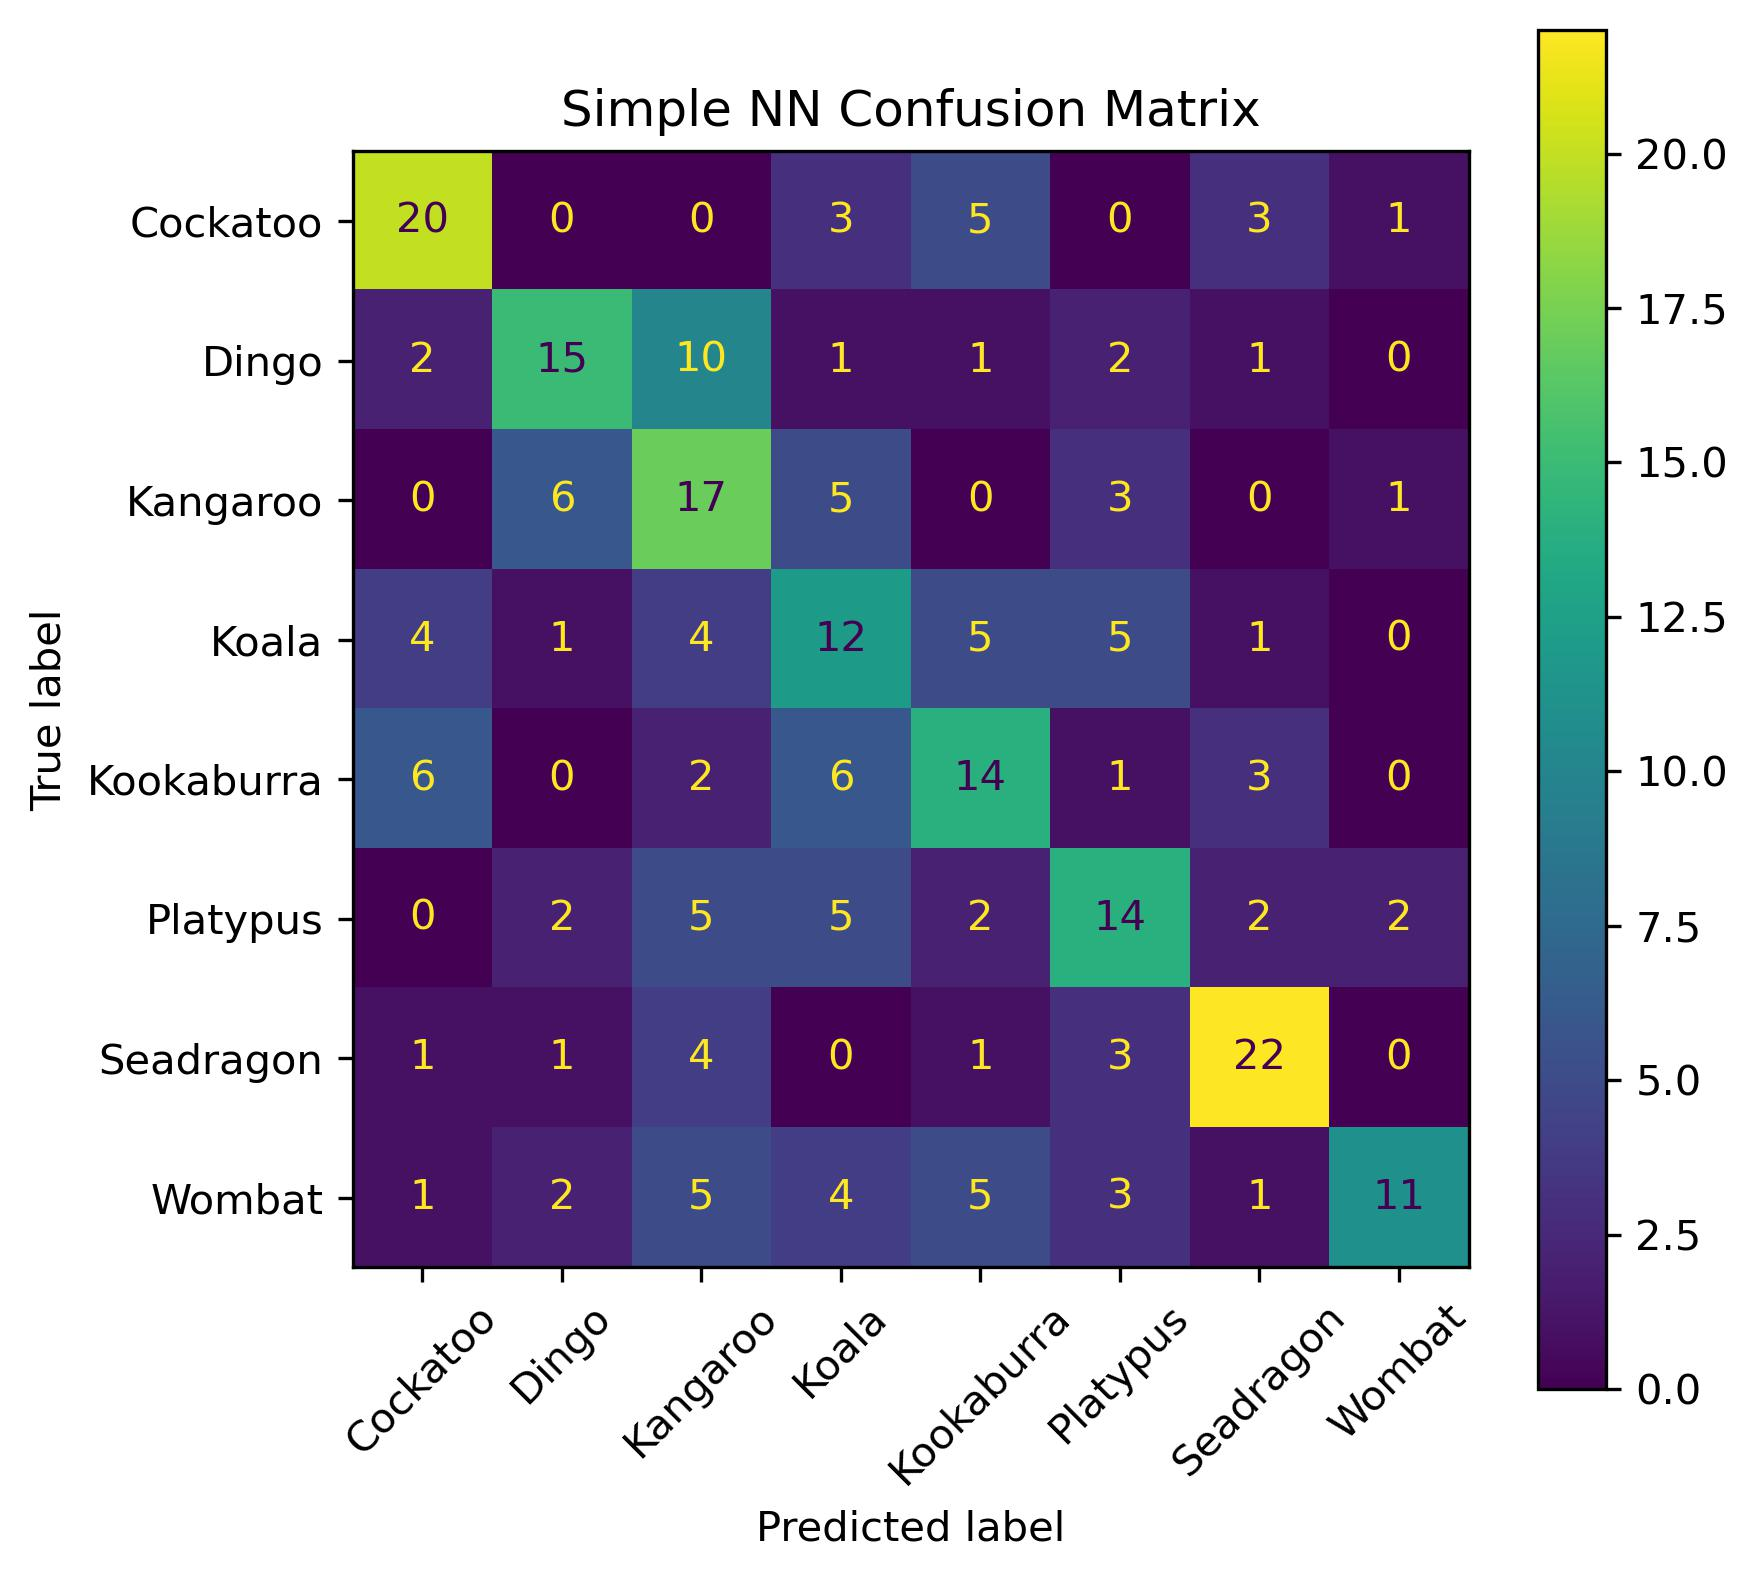 Simple NN Confusion Matrix
True label
Cockatoo 20 0 0 3 5 0 3 1
Dingo 2 15 10 1 1 2 1 0
Kangaroo 0 6 17 5 0 3 0 1
Koala 4 1 4 12 5 5 1 0
Kookaburra 6 0 2 6 14 1 3 0
Platypus 0 2 5 5 2 14 2 2
Seadragon 1 1 4 0 1 3 22 0
Wombat 1 2 5 4 5 3 1 11
Cockatoo Dingo Kangaroo Koala Kookaburra Platypus Seadragon Wombat
Predicted label
20.0
17.5
15.0
12.5
10.0
7.5
5.0
2.5
0.0